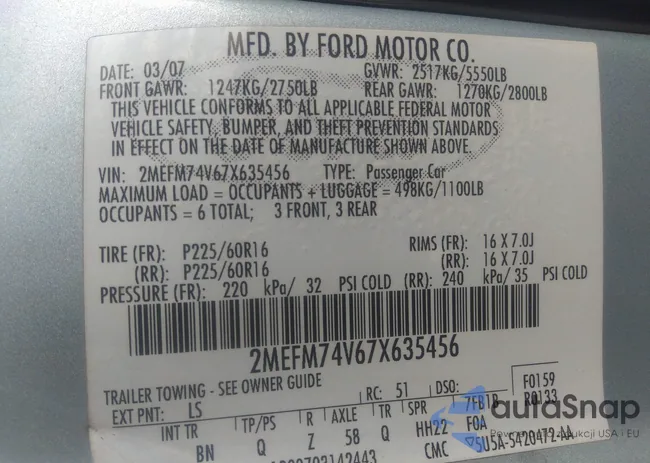 MFD. BY FORD MOTOR CO.
DATE: 03/07 GVWR: 2517KG/5550LB
FRONT GAWR: 1247KG/2750LB REAR GAWR: 1270KG/2800LB
THIS VEHICLE CONFORMS TO ALL APPLICABLE FEDERAL MOTOR
VEHICLE SAFETY, BUMPER, AND THEFT PREVENTION STANDARDS
IN EFFECT ON THE DATE OF MANUFACTURE SHOWN ABOVE.
VIN: 2MEFM74V67X635456 TYPE: Passenger Car
MAXIMUM LOAD = OCCUPANTS + LUGGAGE = 498KG/1100LB
OCCUPANTS = 6 TOTAL; 3 FRONT, 3 REAR
TIRE (FR): P225/60R16 RIMS (FR): 16 X 7.0J
(RR): P225/60R16 (RR): 16 X 7.0J
PRESSURE (FR): 220 kPa/ 32 PSI COLD (RR): 240 kPa/ 35 PSI COLD
2MEFM74V67X635456
TRAILER TOWING - SEE OWNER GUIDE
EXT PNT: LS RC: 51 DSO: 7FB18 F0159
R0133
INT TR TP/PS R AXLE TR SPR F0A
BN Q Z 58 Q HH22
CMC 5U5A-5420472-AA
autoSnap